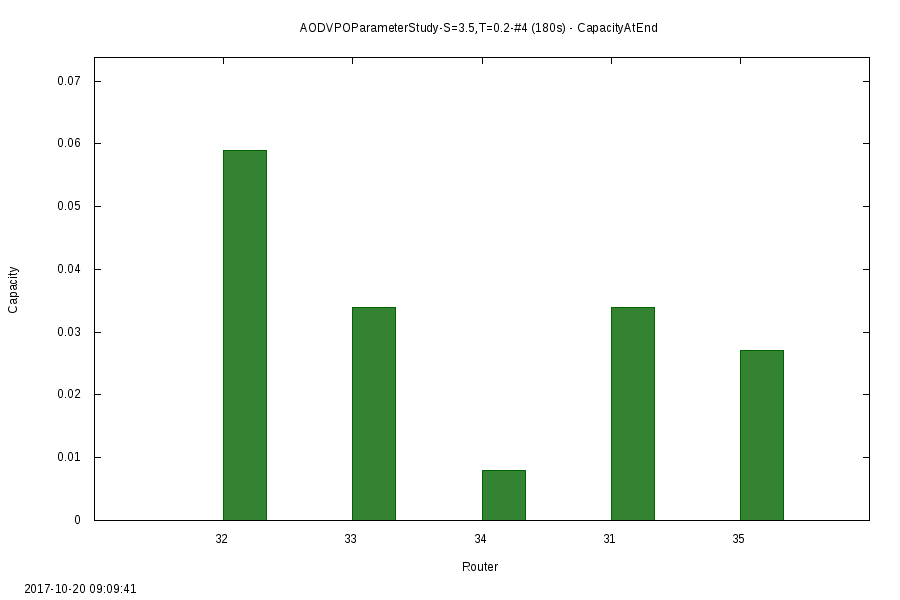 AODVPOParameterStudy-S=3.5,T=0.2-#4 (180s) - CapacityAtEnd
0.07
0.06
0.05
0.04
0.03
0.02
0.01
0
Capacity
32 33 34 31 35
Router
2017-10-20 09:09:41